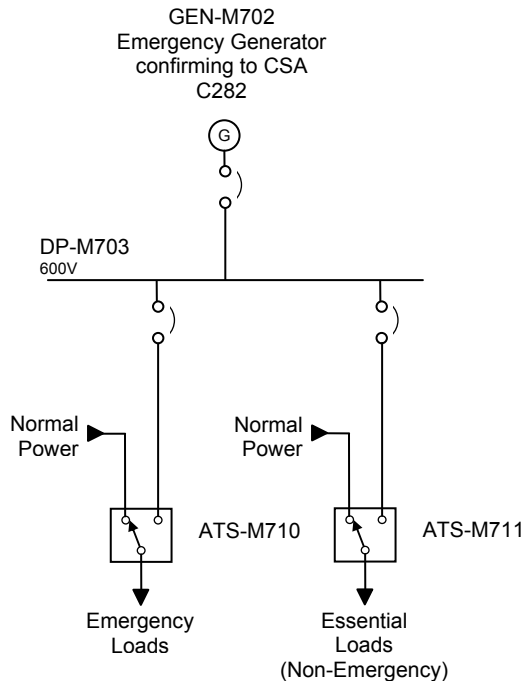 GEN-M702
Emergency Generator
confirming to CSA
C282
G
DP-M703
600V
Normal
Power
Normal
Power
ATS-M710
ATS-M711
Emergency
Loads
Essential
Loads
(Non-Emergency)